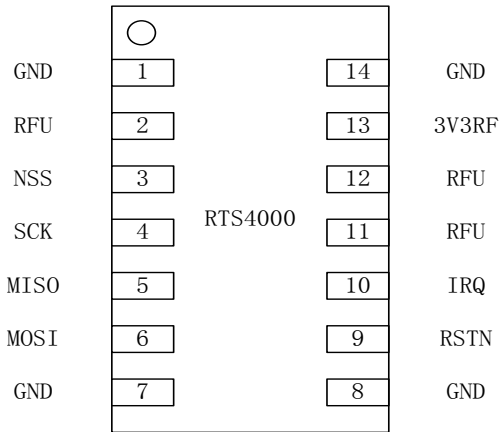 GND 1 14 GND
RFU 2 13 3V3RF
NSS 3 12 RFU
RTS4000
SCK 4 11 RFU
MISO 5 10 IRQ
MOSI 6 9 RSTN
GND 7 8 GND